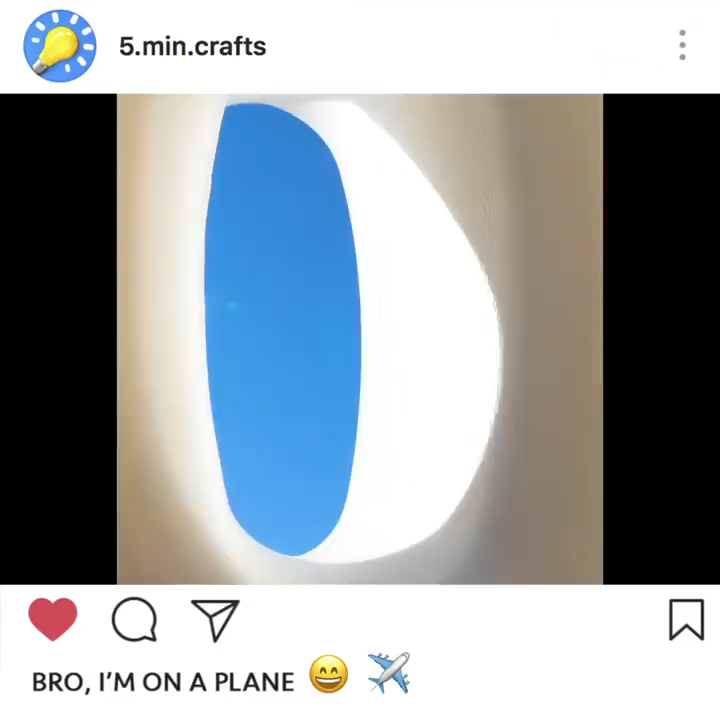 5.min.crafts
BRO, I'M ON A PLANE 😄 ✈️